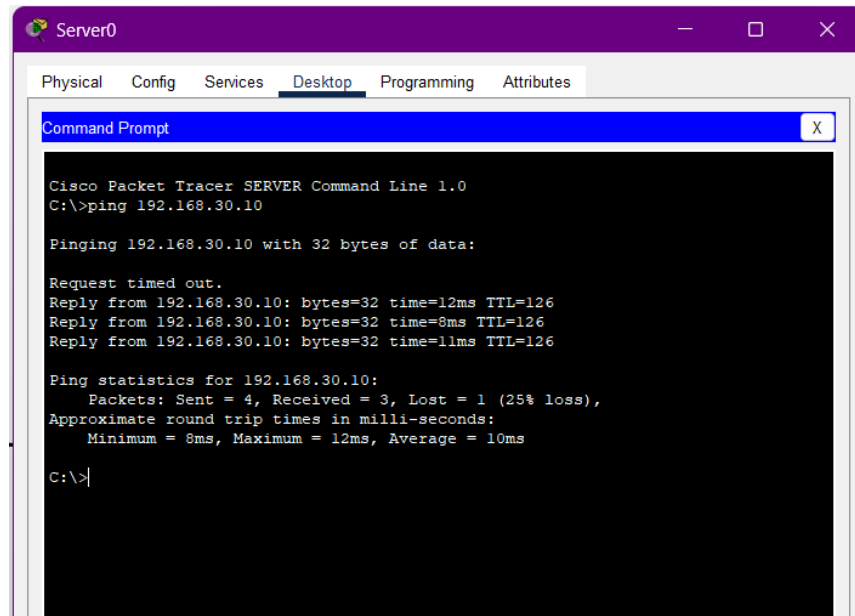 Server0
Physical Config Services Desktop Programming Attributes
Command Prompt X
Cisco Packet Tracer SERVER Command Line 1.0
C:\>ping 192.168.30.10
Pinging 192.168.30.10 with 32 bytes of data:
Request timed out.
Reply from 192.168.30.10: bytes=32 time=12ms TTL=126
Reply from 192.168.30.10: bytes=32 time=8ms TTL=126
Reply from 192.168.30.10: bytes=32 time=11ms TTL=126
Ping statistics for 192.168.30.10:
Packets: Sent = 4, Received = 3, Lost = 1 (25% loss),
Approximate round trip times in milli-seconds:
Minimum = 8ms, Maximum = 12ms, Average = 10ms
C:\>